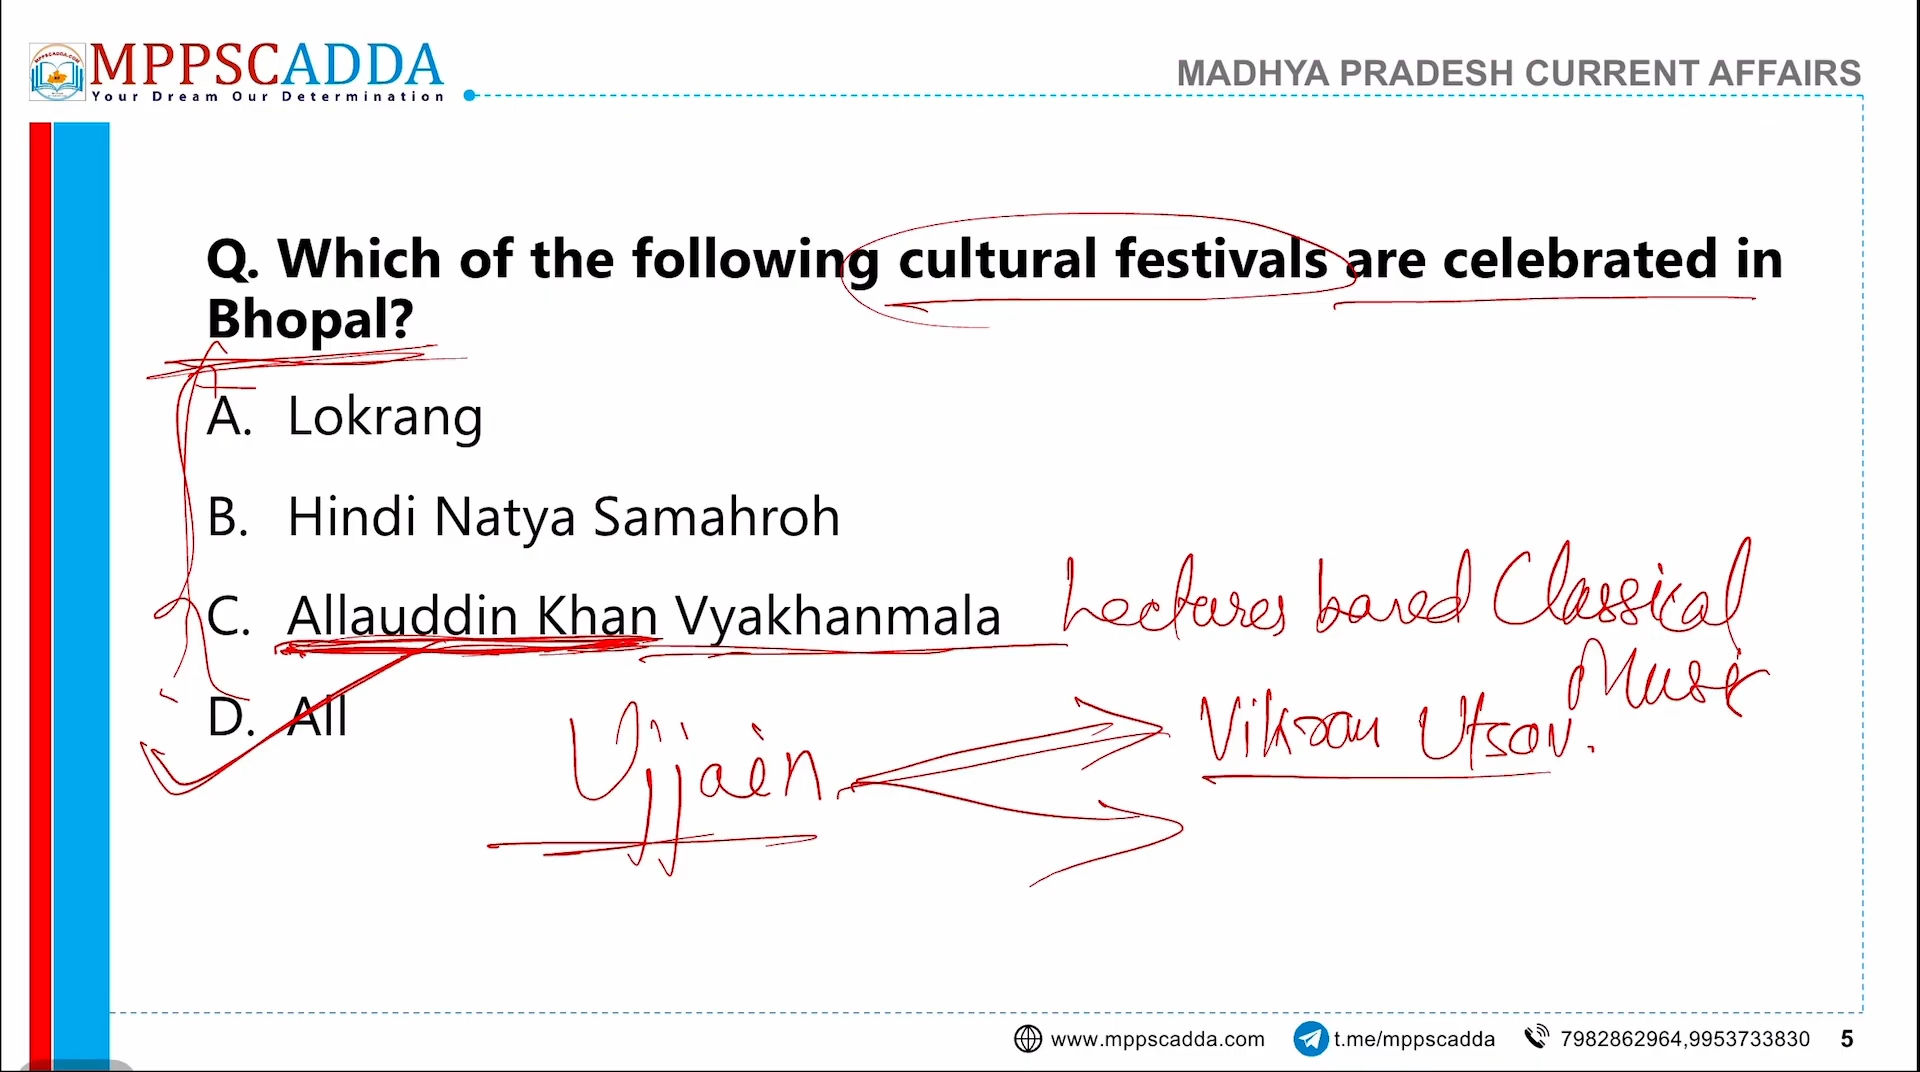 MPPSCADDA
Your Dream Our Determination
MADHYA PRADESH CURRENT AFFAIRS
Q. Which of the following cultural festivals are celebrated in
Bhopal?
A. Lokrang
B. Hindi Natya Samahroh
C. Allauddin Khan Vyakhanmala
Lectures based Classical
Music
D. All
Ujjain
Vikram Utsav.
www.mppscadda.com
t.me/mppscadda
7982862964,9953733830
5